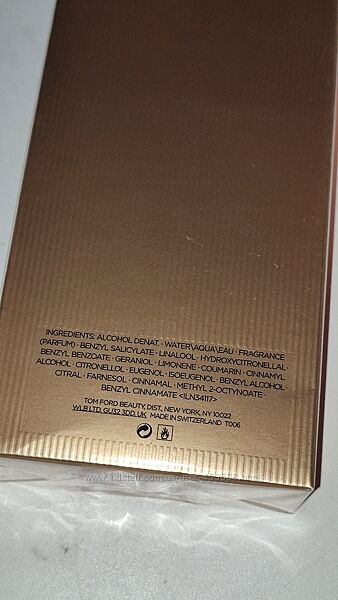 INGREDIENTS: ALCOHOL DENAT. · WATER\AQUA\EAU · FRAGRANCE
(PARFUM) · BENZYL SALICYLATE · LINALOOL · HYDROXYCITRONELLAL ·
BENZYL BENZOATE · GERANIOL · LIMONENE · COUMARIN · CINNAMYL
ALCOHOL · CITRONELLOL · EUGENOL · ISOEUGENOL · BENZYL ALCOHOL ·
CITRAL · FARNESOL · CINNAMAL · METHYL 2-OCTYNOATE
BENZYL CINNAMATE <ILN34117>
TOM FORD BEAUTY, DIST., NEW YORK, NY 10022
WLB LTD. GU32 3DD, UK MADE IN SWITZERLAND T006